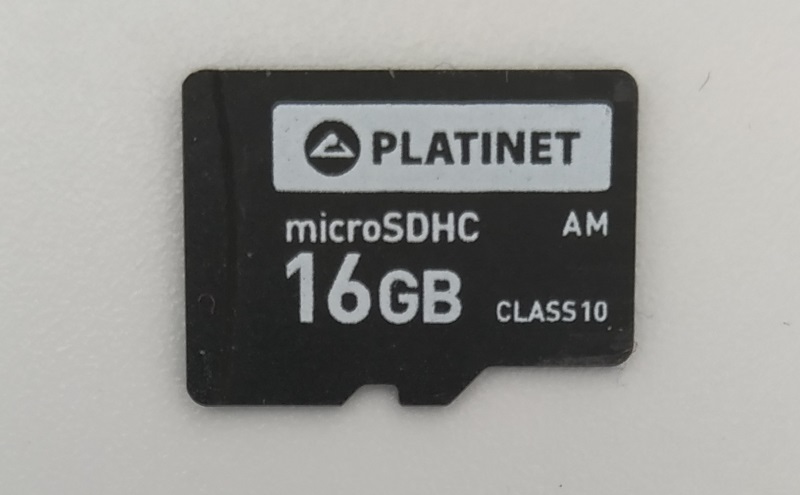 PLATINET
microSDHC AM
16GB CLASS10